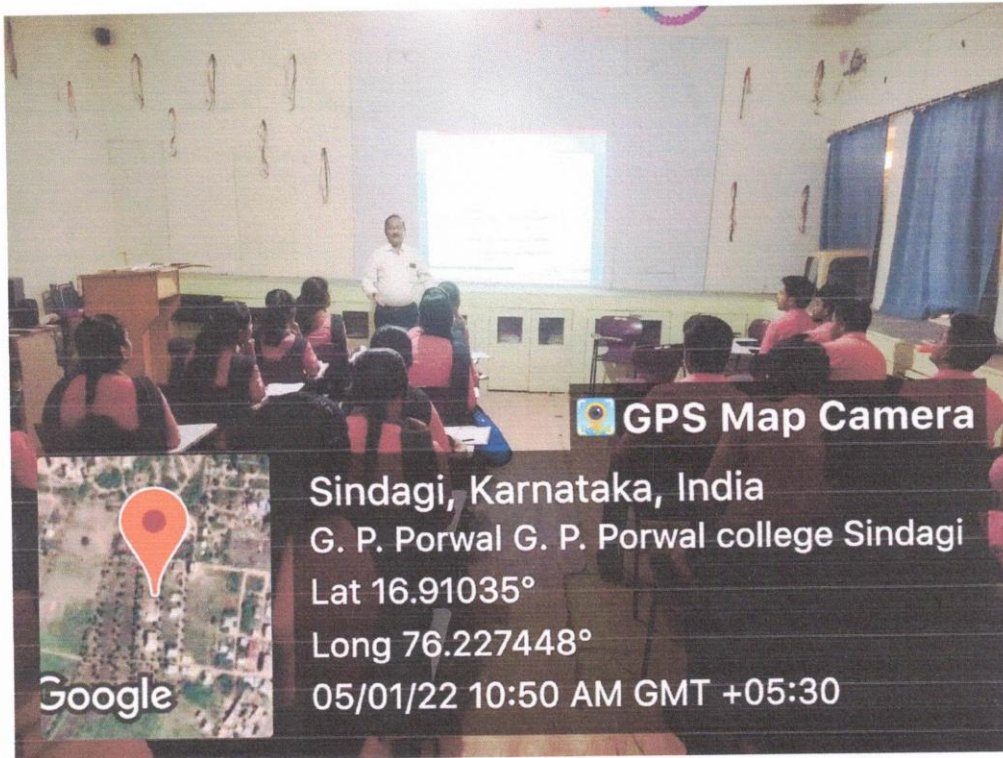 GPS Map Camera
Sindagi, Karnataka, India
G. P. Porwal G. P. Porwal college Sindagi
Lat 16.91035°
Long 76.227448°
05/01/22 10:50 AM GMT +05:30
Google